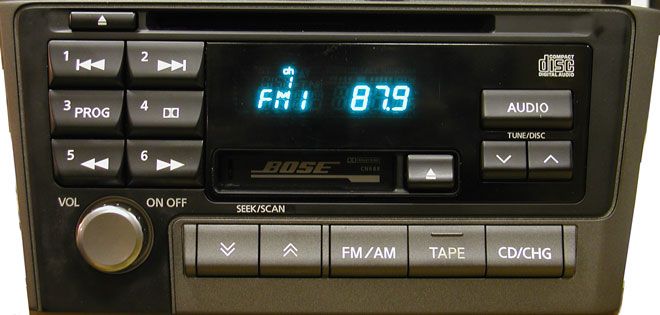 1
2
3 PROG
4
5
6
VOL
ON OFF
ch
1
FM1 87.9
BOSE
COMPACT
disc
DIGITAL AUDIO
AUDIO
TUNE/DISC
SEEK/SCAN
FM/AM
TAPE
CD/CHG